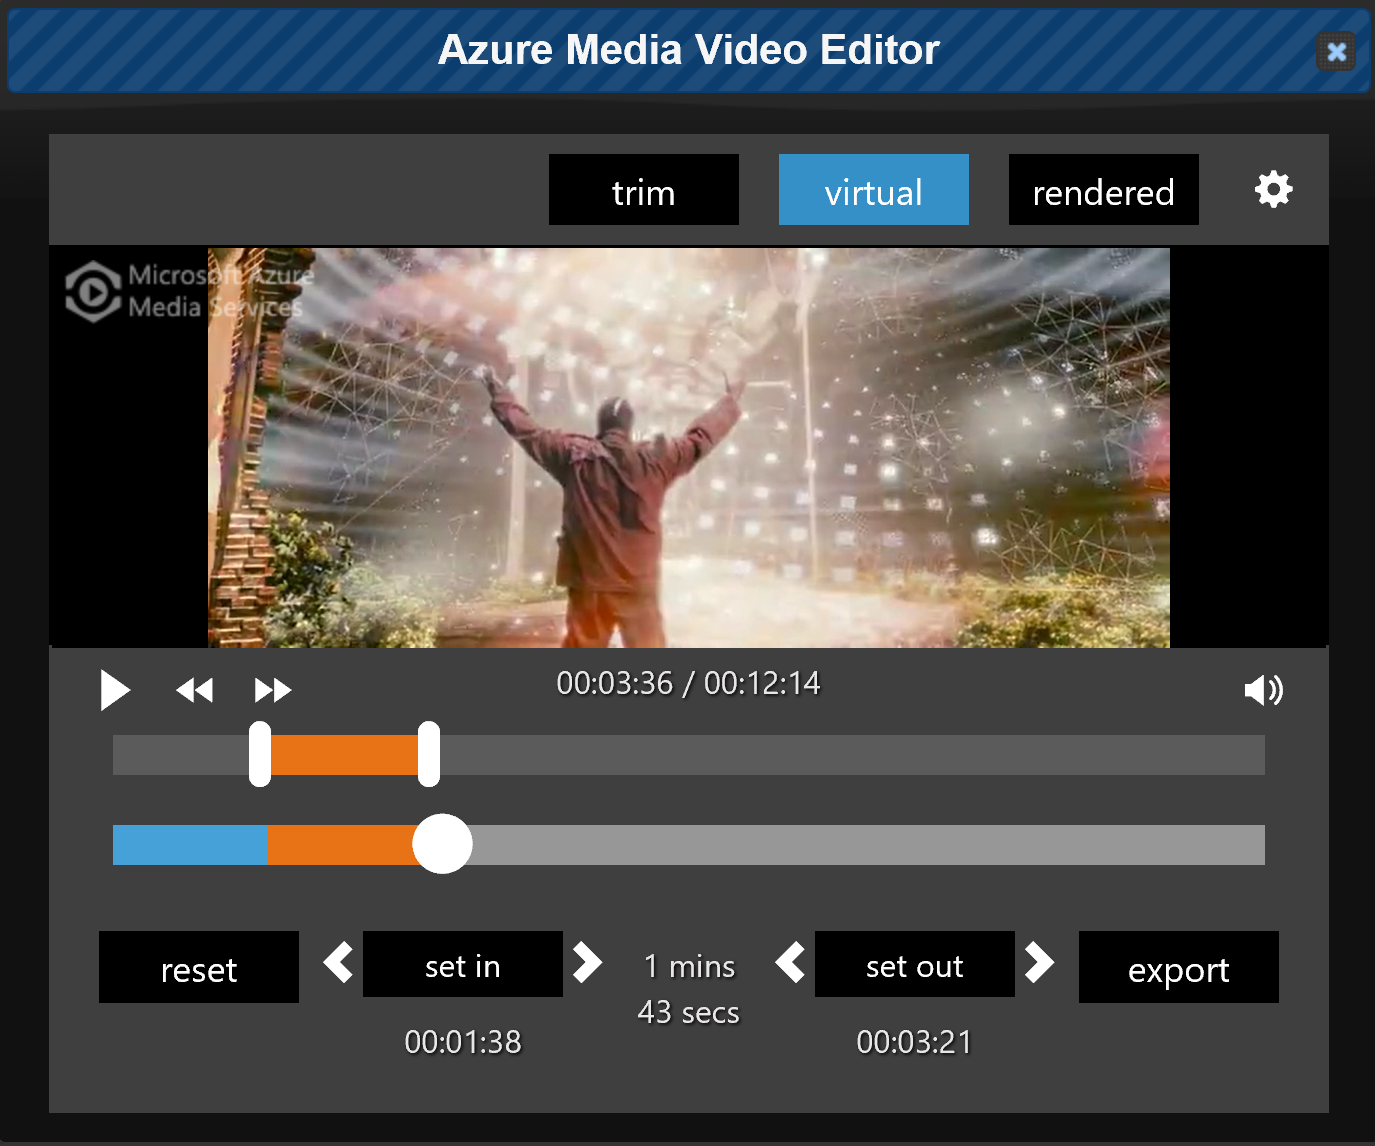 Azure Media Video Editor
trim
virtual
rendered
Microsoft Azure
Media Services
00:03:36 / 00:12:14
reset
set in
1 mins
43 secs
set out
export
00:01:38
00:03:21